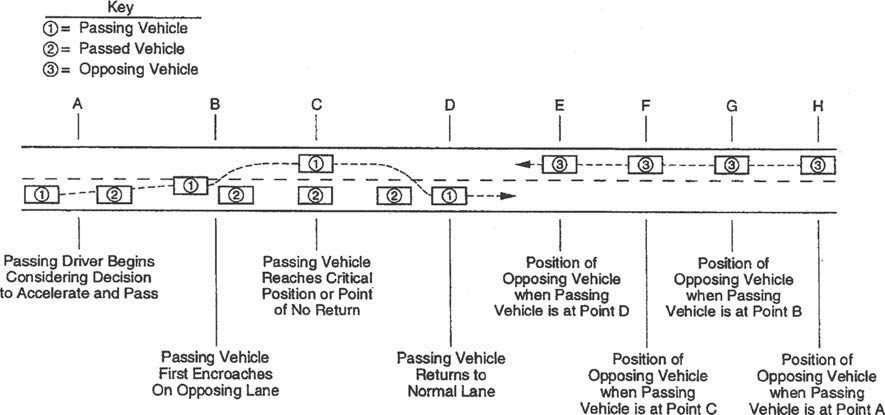 Key
①= Passing Vehicle
②= Passed Vehicle
③= Opposing Vehicle
A B C D E F G H
① ③ ③ ③ ③
① ② ① ② ② ② ①
Passing Driver Begins
Considering Decision
to Accelerate and Pass
Passing Vehicle
First Encroaches
On Opposing Lane
Passing Vehicle
Reaches Critical
Position or Point
of No Return
Passing Vehicle
Returns to
Normal Lane
Position of
Opposing Vehicle
when Passing
Vehicle is at Point D
Position of
Opposing Vehicle
when Passing
Vehicle is at Point C
Position of
Opposing Vehicle
when Passing
Vehicle is at Point B
Position of
Opposing Vehicle
when Passing
Vehicle is at Point A